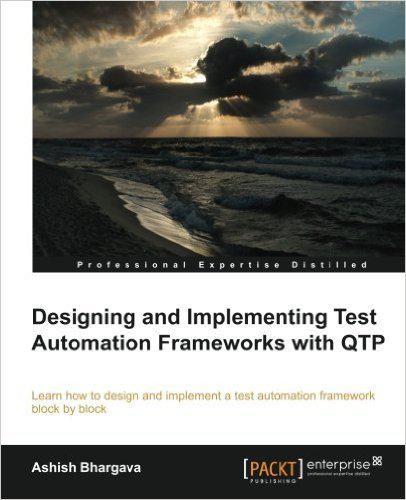 Professional Expertise Distilled
Designing and Implementing Test
Automation Frameworks with QTP
Learn how to design and implement a test automation framework
block by block
Ashish Bhargava
[PACKT] enterprise
PUBLISHING professional expertise distilled